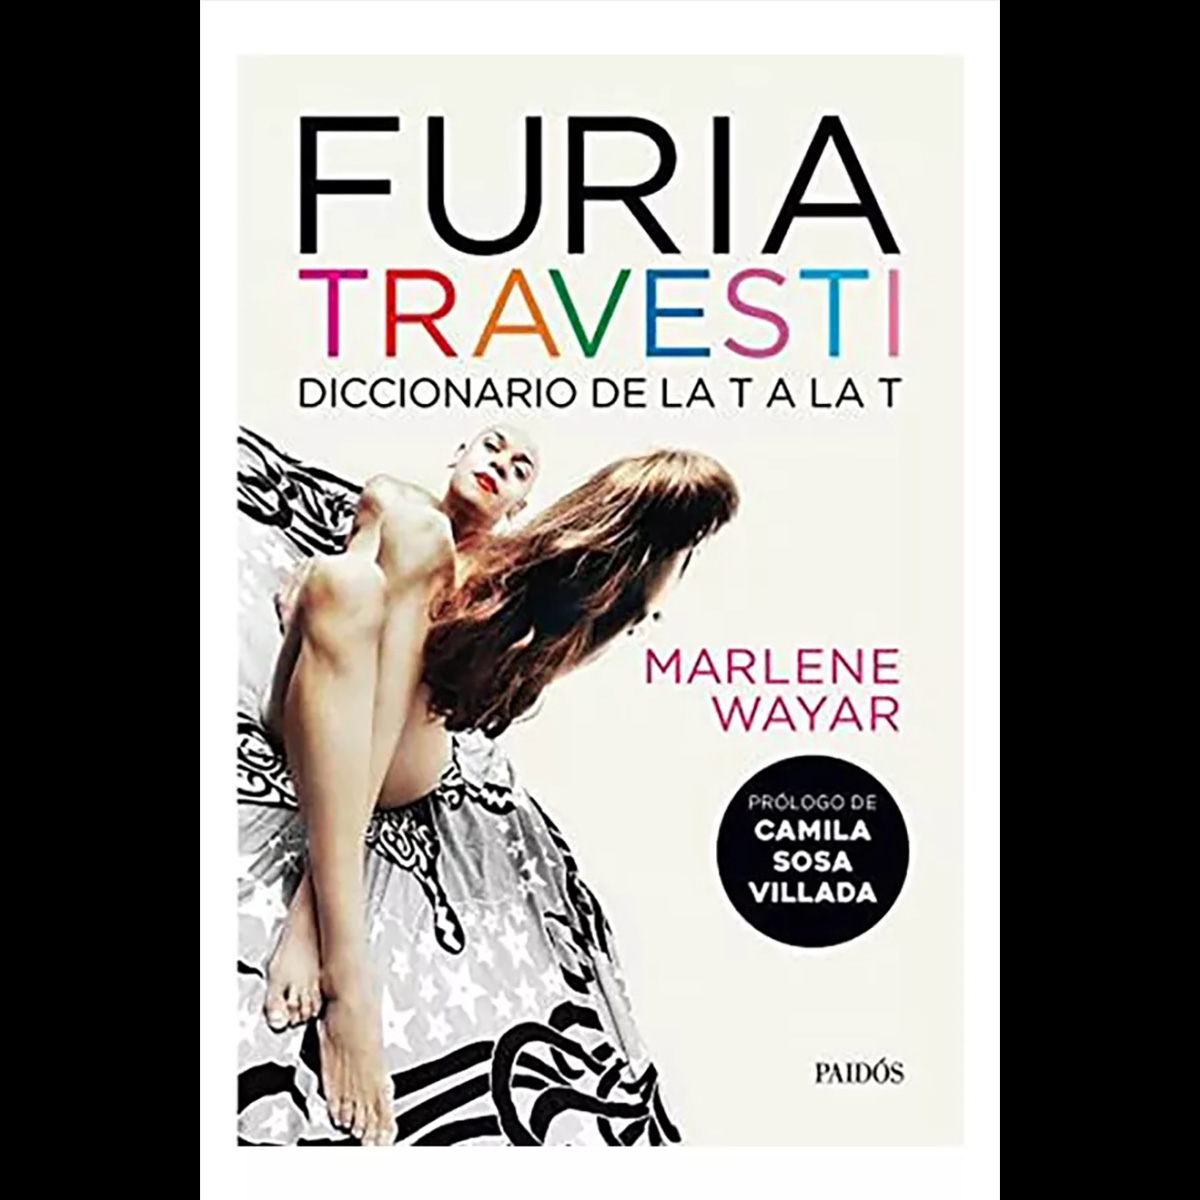 FURIA
TRAVESTI
DICCIONARIO DE LA T A LA T
MARLENE
WAYAR
PRÓLOGO DE
CAMILA
SOSA
VILLADA
PAIDÓS